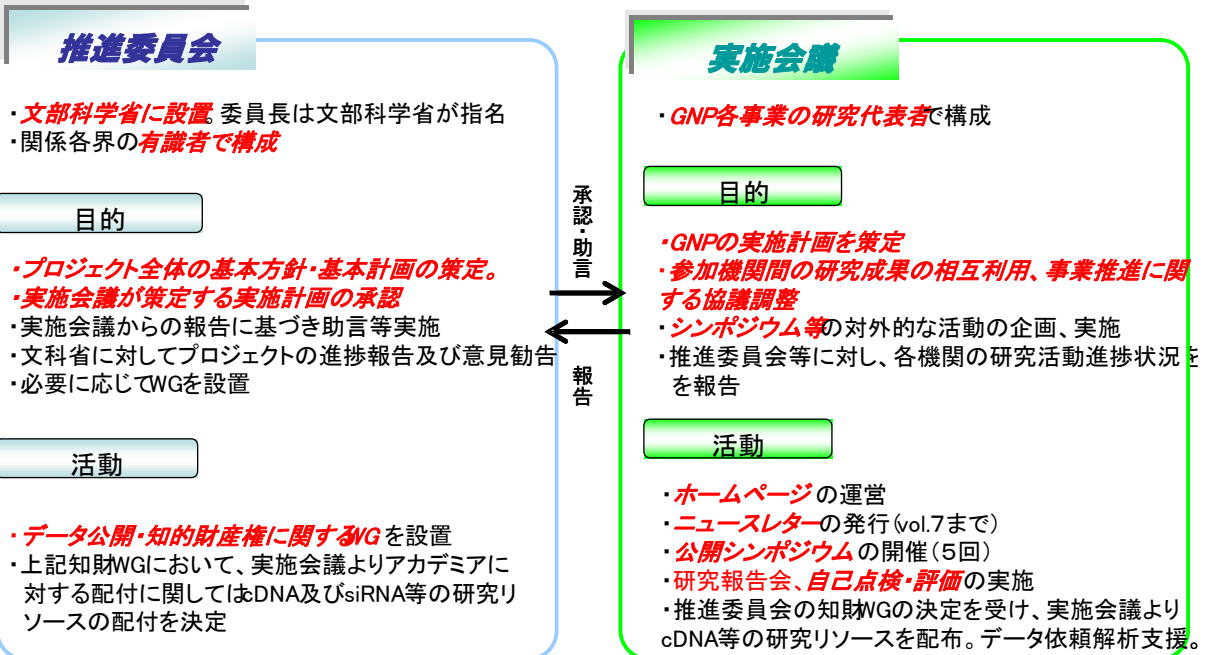 推進委員会
・文部科学省に設置。委員長は文部科学省が指名
・関係各界の有識者で構成
目的
・プロジェクト全体の基本方針・基本計画の策定。
・実施会議が策定する実施計画の承認
・実施会議からの報告に基づき助言等実施
・文科省に対してプロジェクトの進捗報告及び意見勧告
・必要に応じてWGを設置
活動
・データ公開・知的財産権に関するWGを設置
・上記知財WGにおいて、実施会議よりアカデミアに
対する配付に関してはcDNA及びsiRNA等の研究リ
ソースの配付を決定
承認・助言
報告
実施会議
・GNP各事業の研究代表者で構成
目的
・GNPの実施計画を策定
・参加機関間の研究成果の相互利用、事業推進に関
する協議調整
・シンポジウム等の対外的な活動の企画、実施
・推進委員会等に対し、各機関の研究活動進捗状況を
を報告
活動
・ホームページの運営
・ニュースレターの発行(vol.7まで)
・公開シンポジウムの開催(5回)
・研究報告会、自己点検・評価の実施
・推進委員会の知財WGの決定を受け、実施会議より
cDNA等の研究リソースを配布。データ依頼解析支援。